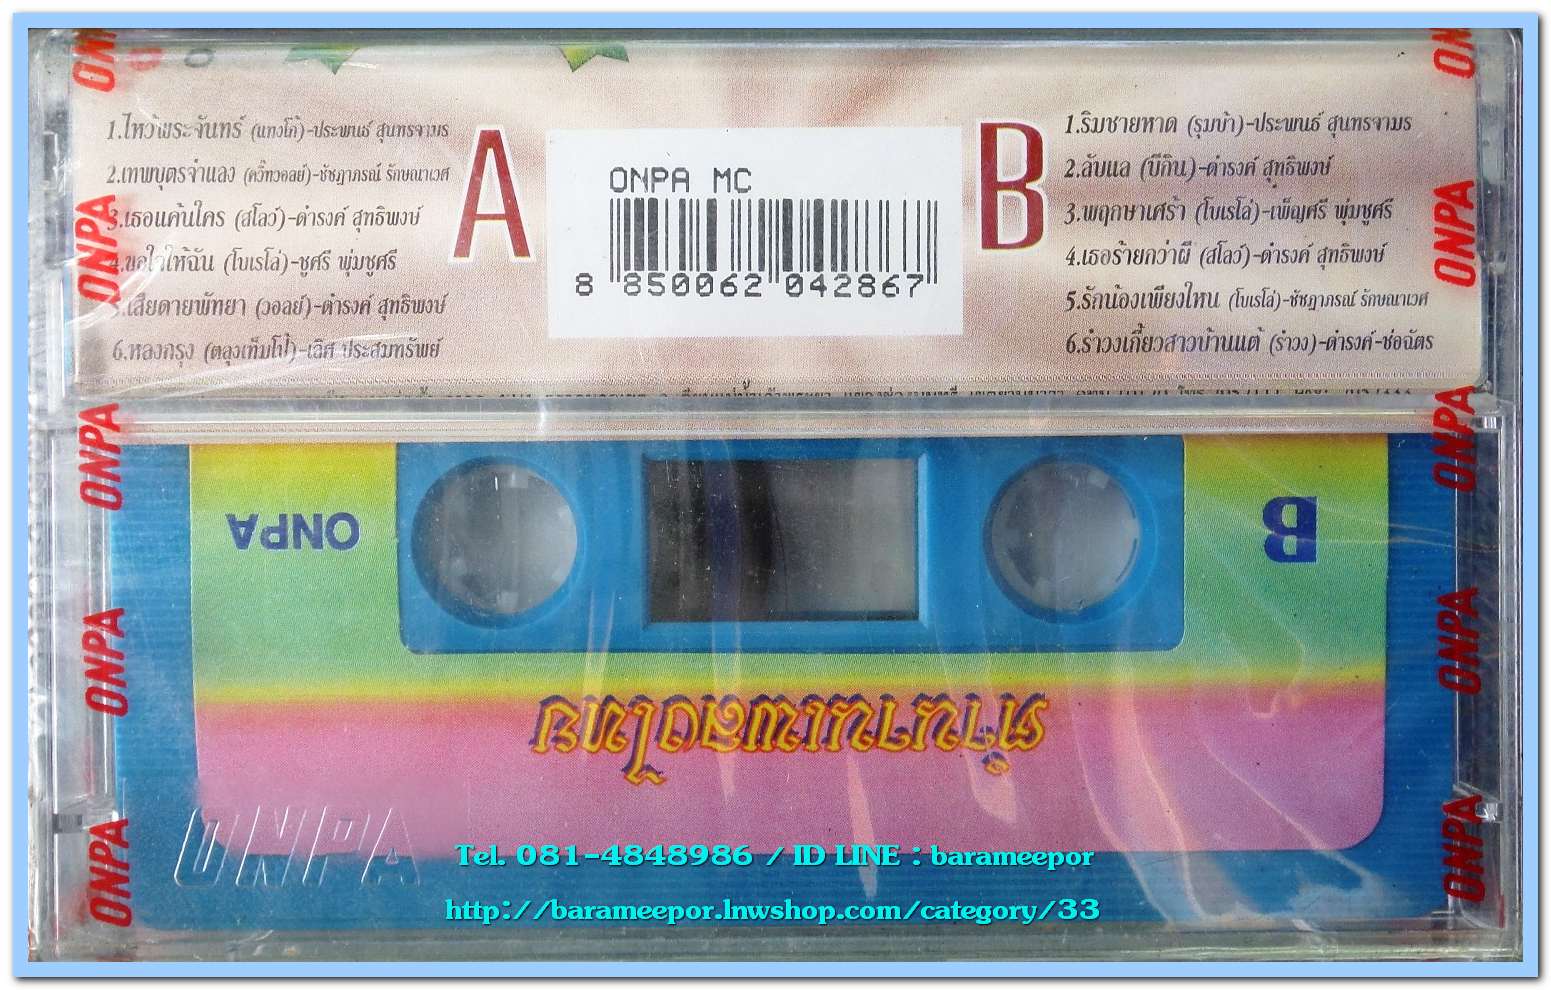 1.ไหว้พระจันทร์ (แทงโก้)-ประพนธ์ สุนทรจามร
2.เทพบุตรจำแลง (ควิ๊กวอลย์)-ชัชฎาภรณ์ รักษณาเวศ
3.เธอแค้นใคร (สโลว์)-ดำรงค์ สุทธิพงษ์
4.ขอใจให้ฉัน (โบเรโล่)-ชูศรี พุ่มชูศรี
5.เสียดายพัทยา (วอลย์)-ดำรงค์ สุทธิพงษ์
6.หลงกรุง (ตลุงเท็มโป้)-เลิศ ประสมทรัพย์
A
ONPA MC
8 850062 042867
B
1.ริมชายหาด (รุมบ้า)-ประพนธ์ สุนทรจามร
2.ลับแล (บีกิน)-ดำรงค์ สุทธิพงษ์
3.พฤกษาเศร้า (โบเรโล่)-เพ็ญศรี พุ่มชูศรี
4.เธอร้ายกว่าผี (สโลว์)-ดำรงค์ สุทธิพงษ์
5.รักน้องเพียงไหน (โบเรโล่)-ชัชฎาภรณ์ รักษณาเวศ
6.รำวงเกี้ยวสาวบ้านแต้ (รำวง)-ดำรงค์-ช่อฉัตร
ONPA
ONPA
ONPA
ONPA
ONPA
ONPA
ONPA
ONPA
ONPA
ONPA
B
ตำนานเพลงไทย
ONPA
Tel. 081-4848986 / ID LINE : barameepor
http://barameepor.lnwshop.com/category/33